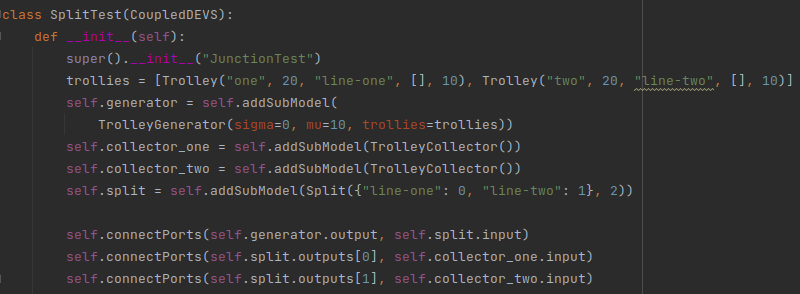 class SplitTest(CoupledDEVS):
    def __init__(self):
        super().__init__("JunctionTest")
        trollies = [Trolley("one", 20, "line-one", [], 10), Trolley("two", 20, "line-two", [], 10)]
        self.generator = self.addSubModel(
            TrolleyGenerator(sigma=0, mu=10, trollies=trollies))
        self.collector_one = self.addSubModel(TrolleyCollector())
        self.collector_two = self.addSubModel(TrolleyCollector())
        self.split = self.addSubModel(Split({"line-one": 0, "line-two": 1}, 2))

        self.connectPorts(self.generator.output, self.split.input)
        self.connectPorts(self.split.outputs[0], self.collector_one.input)
        self.connectPorts(self.split.outputs[1], self.collector_two.input)